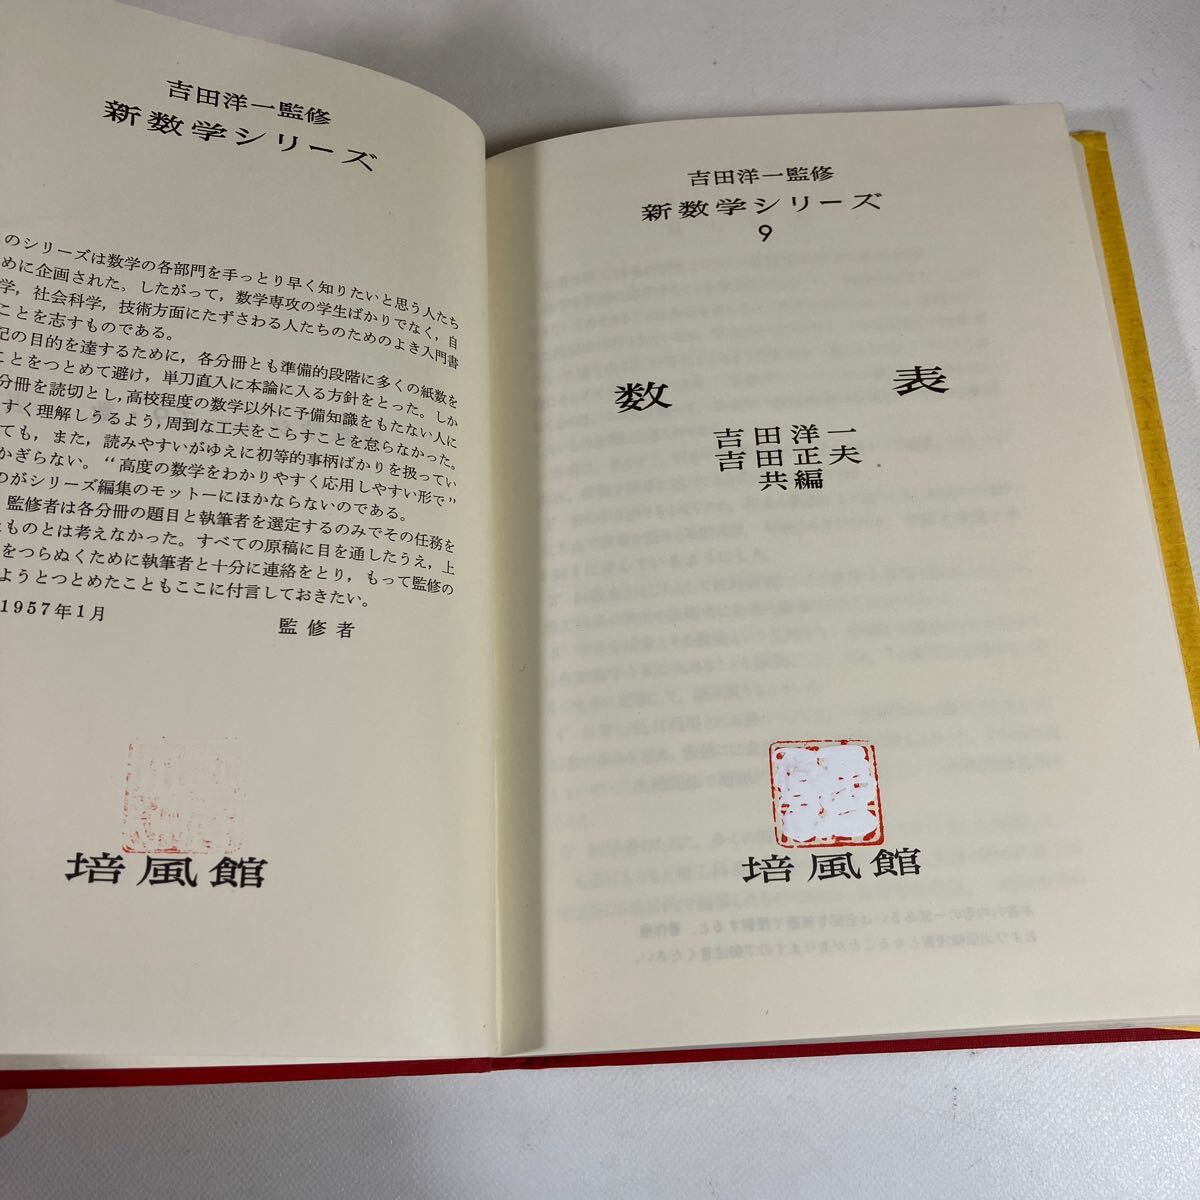 吉田洋一監修
新数学シリーズ
のシリーズは数学の各部門を手っとり早く知りたいと思う人たち
めに企画された。したがって，数学専攻の学生ばかりでなく，自
学，社会科学，技術方面にたずさわる人たちのためのよき入門書
ことを志すものである。
記の目的を達するために，各分冊とも準備的段階に多くの紙数を
ことをつとめて避け，単刀直入に本論に入る方針をとった。しか
分冊を読切とし，高校程度の数学以外に予備知識をもたない人に
すく理解しうるよう，周到な工夫をこらすことを怠らなかった。
ても，また，読みやすいがゆえに初等的事柄ばかりを扱ってい
かぎらない。“高度の数学をわかりやすく応用しやすい形で”
のがシリーズ編集のモットーにほかならないのである。
監修者は各分冊の題目と執筆者を選定するのみでその任務を
ものとは考えなかった。すべての原稿に目を通したうえ，上
をつらぬくために執筆者と十分に連絡をとり，もって監修の
ようとつとめたこともここに付言しておきたい。
1957年1月
監修者
培風館
吉田洋一監修
新数学シリーズ
9
数表
吉田洋一
吉田正夫
共編
培風館